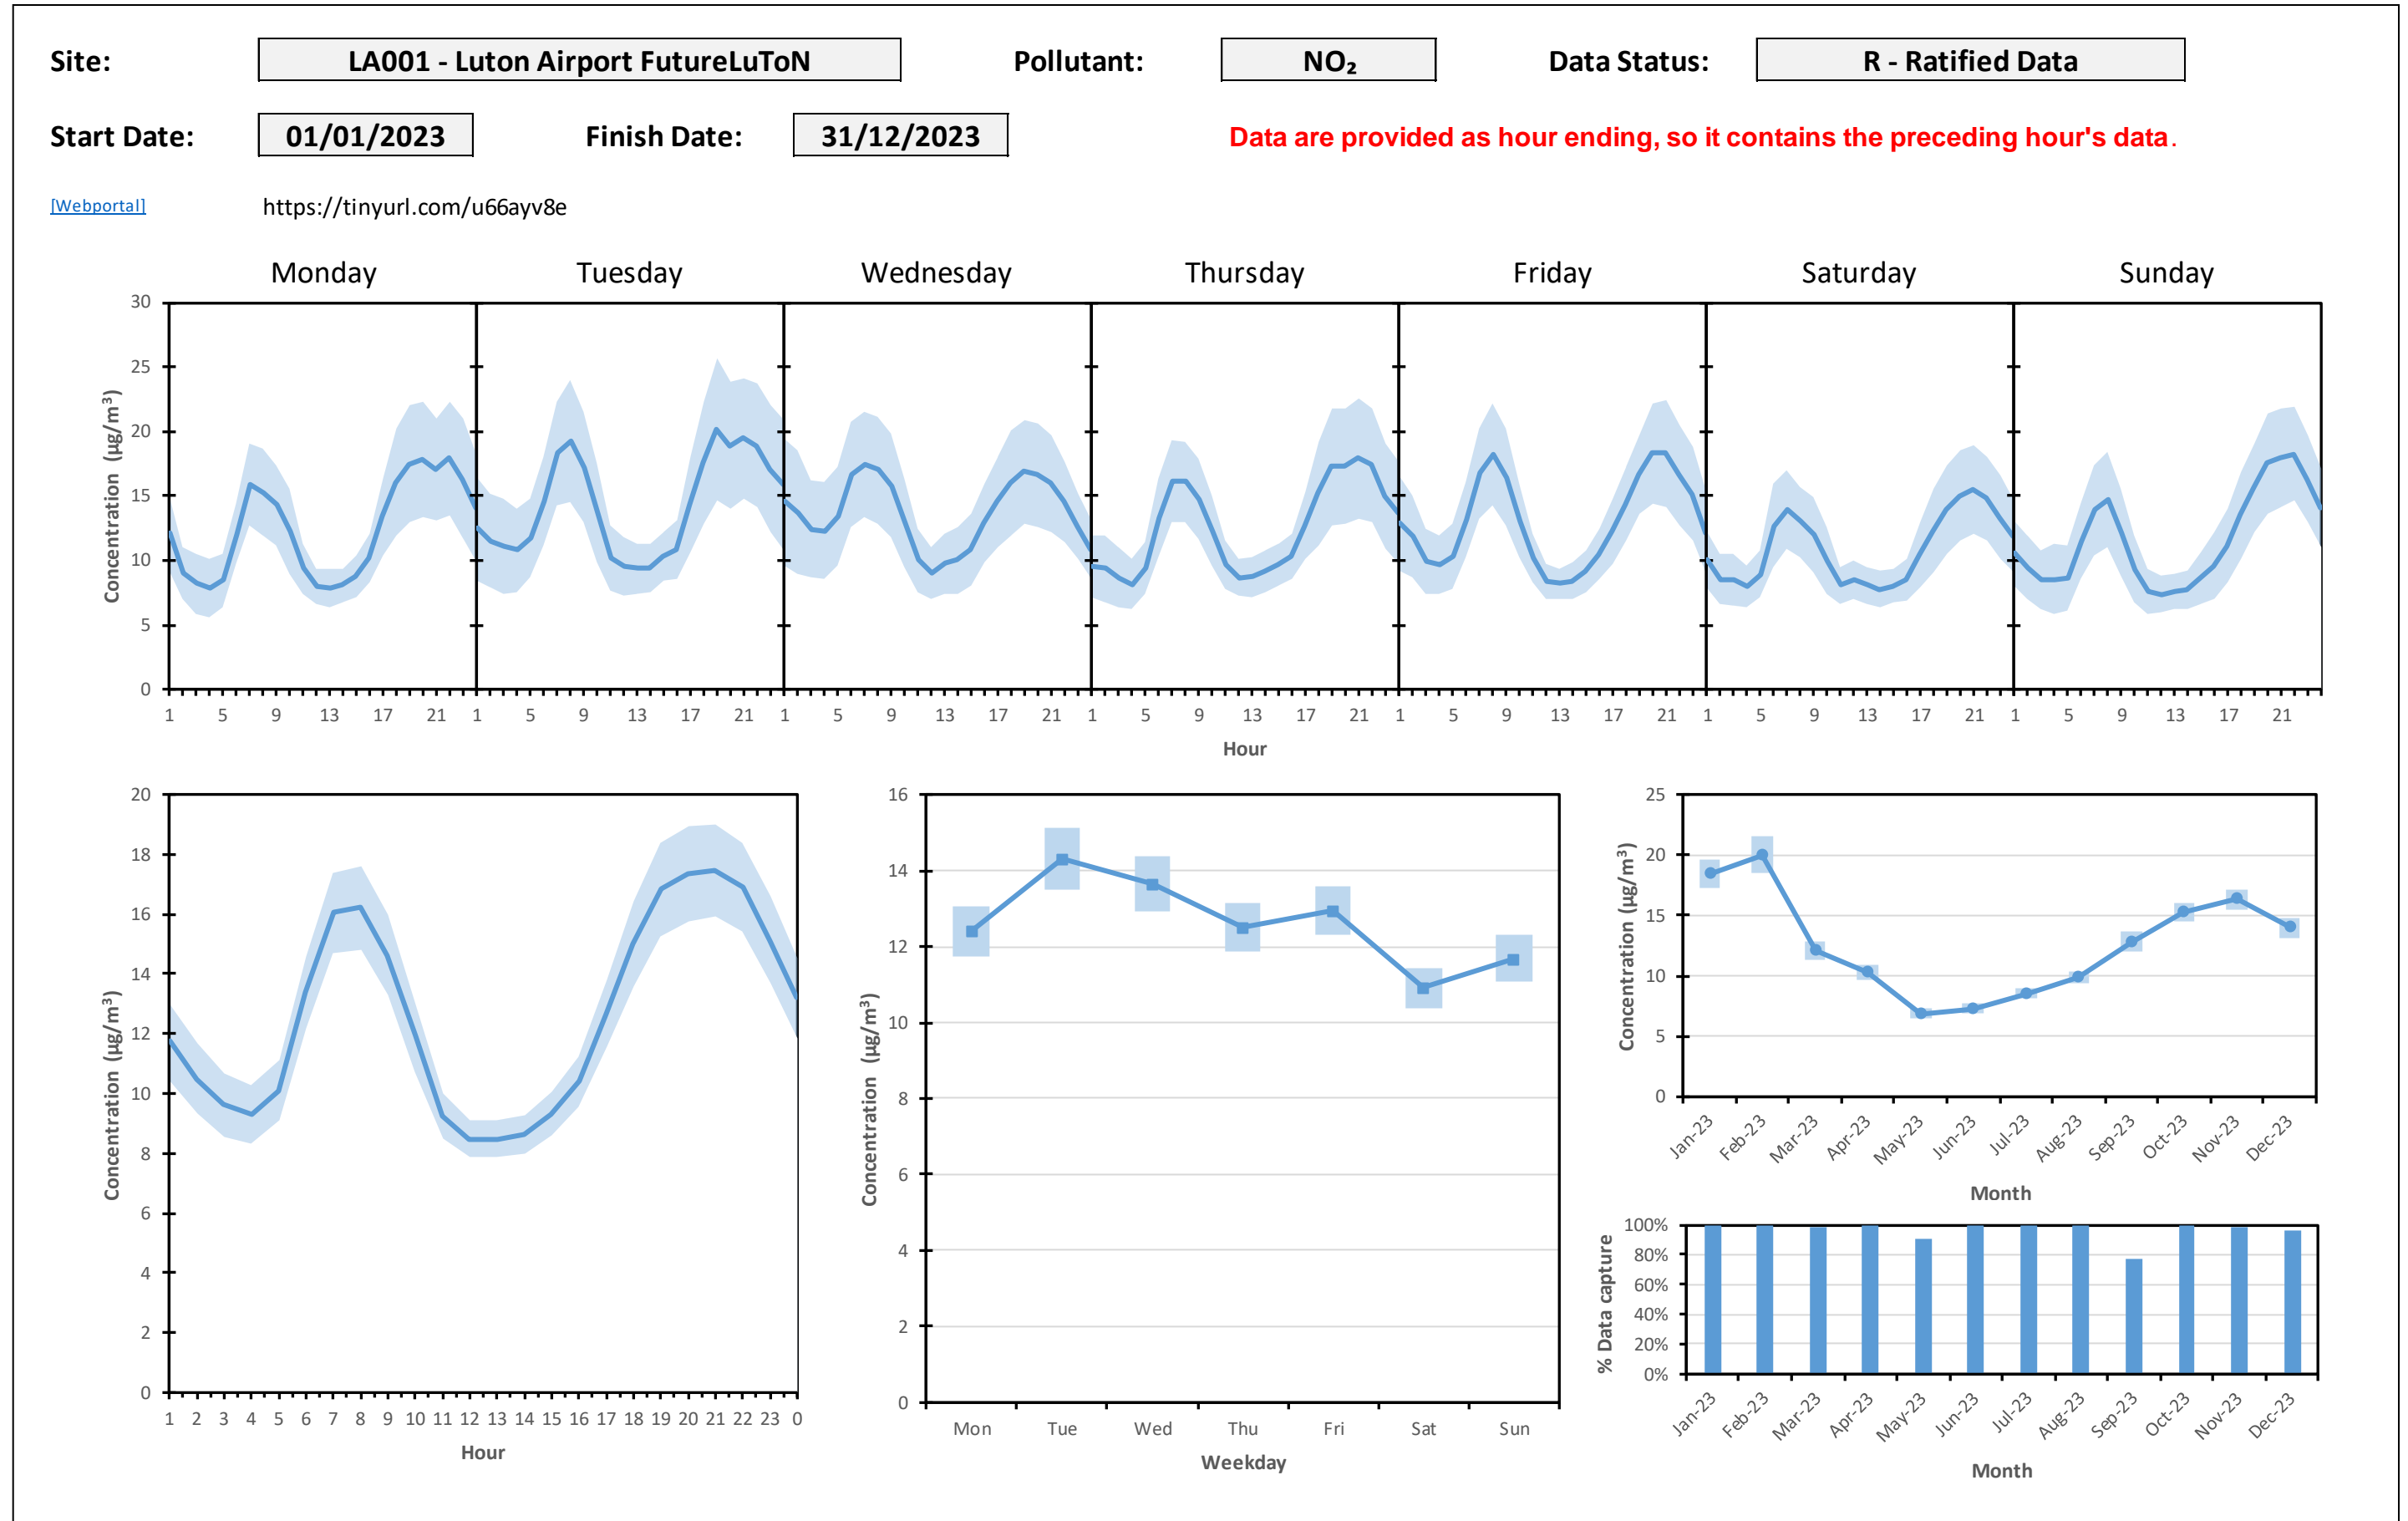 Site: LA001 - Luton Airport FutureLuToN Pollutant: NO₂ Data Status: R - Ratified Data
Start Date: 01/01/2023 Finish Date: 31/12/2023 Data are provided as hour ending, so it contains the preceding hour's data.
[Webportal] https://tinyurl.com/u66ayv8e
Monday Tuesday Wednesday Thursday Friday Saturday Sunday
Concentration (µg/m³)
30
25
20
15
10
5
0
1 5 9 13 17 21 1 5 9 13 17 21 1 5 9 13 17 21 1 5 9 13 17 21 1 5 9 13 17 21 1 5 9 13 17 21 1 5 9 13 17 21
Hour
Concentration (µg/m³)
20
18
16
14
12
10
8
6
4
2
0
1 2 3 4 5 6 7 8 9 10 11 12 13 14 15 16 17 18 19 20 21 22 23 0
Hour
Concentration (µg/m³)
16
14
12
10
8
6
4
2
0
Mon Tue Wed Thu Fri Sat Sun
Weekday
Concentration (µg/m³)
25
20
15
10
5
0
Jan-23 Feb-23 Mar-23 Apr-23 May-23 Jun-23 Jul-23 Aug-23 Sep-23 Oct-23 Nov-23 Dec-23
Month
% Data capture
100%
80%
60%
40%
20%
0%
Jan-23 Feb-23 Mar-23 Apr-23 May-23 Jun-23 Jul-23 Aug-23 Sep-23 Oct-23 Nov-23 Dec-23
Month